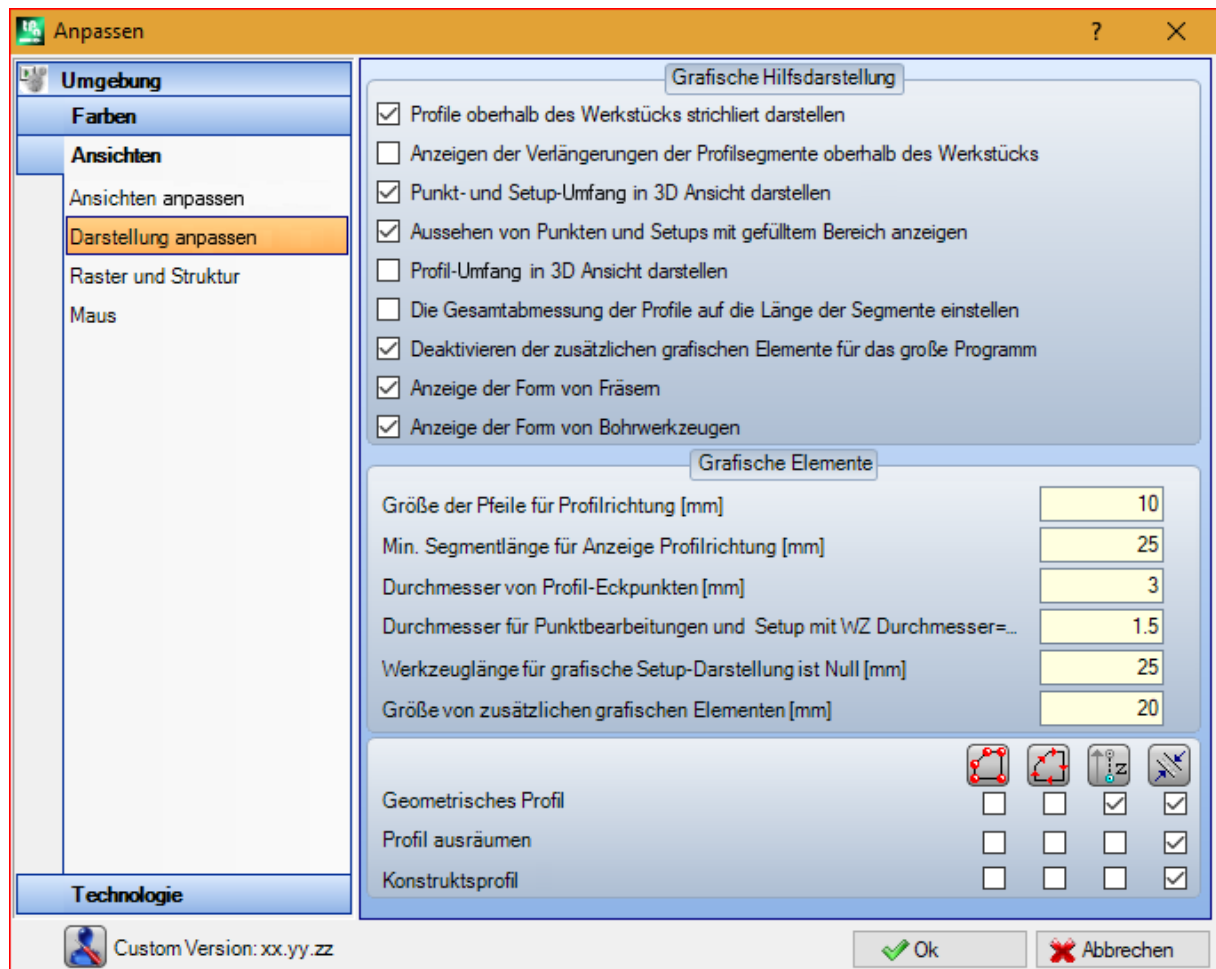 Anpassen
?
Umgebung
Farben
Ansichten
Ansichten anpassen
Darstellung anpassen
Raster und Struktur
Maus
Technologie
Grafische Hilfsdarstellung
Profile oberhalb des Werkstücks strichliert darstellen
Anzeigen der Verlängerungen der Profilsegmente oberhalb des Werkstücks
Punkt- und Setup-Umfang in 3D Ansicht darstellen
Aussehen von Punkten und Setups mit gefülltem Bereich anzeigen
Profil-Umfang in 3D Ansicht darstellen
Die Gesamtabmessung der Profile auf die Länge der Segmente einstellen
Deaktivieren der zusätzlichen grafischen Elemente für das große Programm
Anzeige der Form von Fräsern
Anzeige der Form von Bohrwerkzeugen
Grafische Elemente
Größe der Pfeile für Profilrichtung [mm] 10
Min. Segmentlänge für Anzeige Profilrichtung [mm] 25
Durchmesser von Profil-Eckpunkten [mm] 3
Durchmesser für Punktbearbeitungen und Setup mit WZ Durchmesser=... 1.5
Werkzeuglänge für grafische Setup-Darstellung ist Null [mm] 25
Größe von zusätzlichen grafischen Elementen [mm] 20
z
Geometrisches Profil
Profil ausräumen
Konstruktsprofil
Custom Version: xx.yy.zz
Ok
Abbrechen